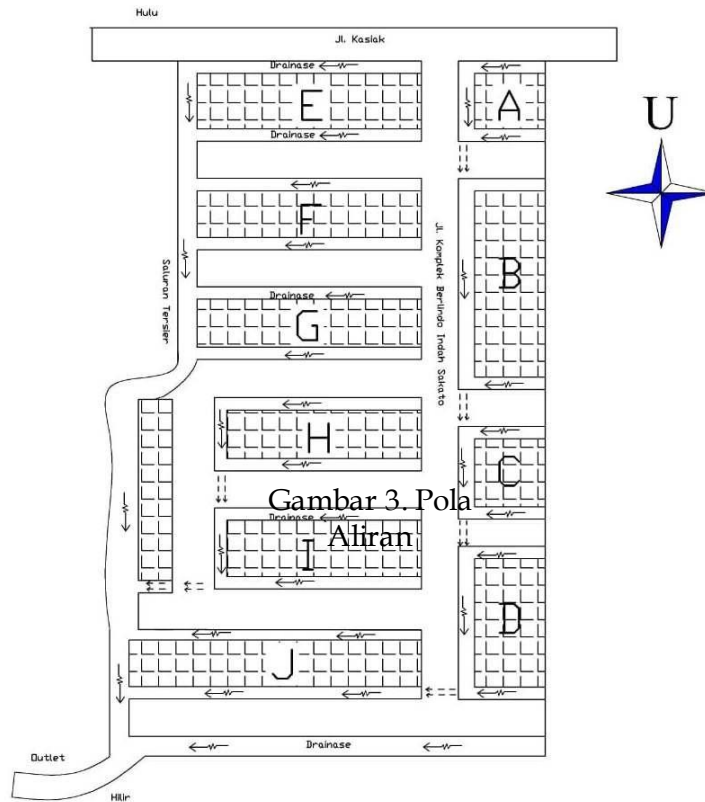 Hulu
Jl. Kasiak
Drainase
E
A
Drainase
U
F
Jl. Komplek Berlindo Indah Sakato
B
Saluran Tersier
Drainase
G
H
C
Gambar 3. Pola
Aliran
Drainase
I
D
J
Drainase
Outlet
Hilir